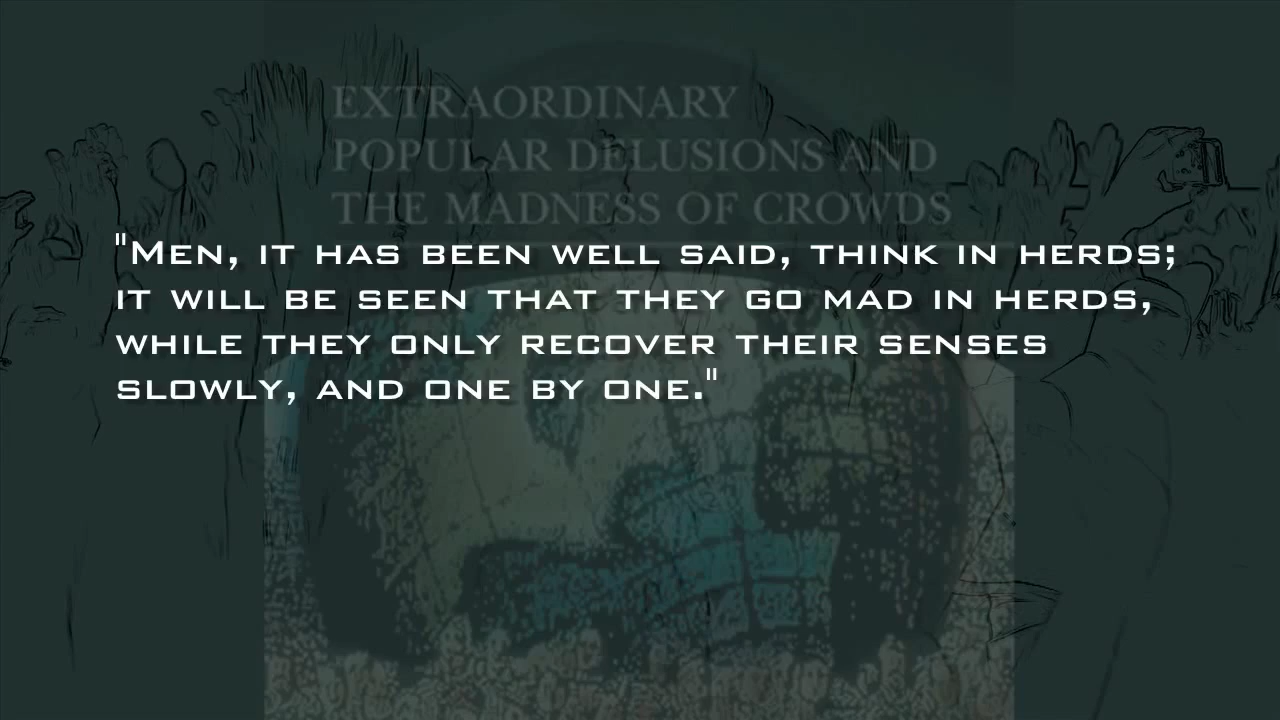 EXTRAORDINARY
POPULAR DELUSIONS AND
THE MADNESS OF CROWDS
"Men, it has been well said, think in herds;
it will be seen that they go mad in herds,
while they only recover their senses
slowly, and one by one."